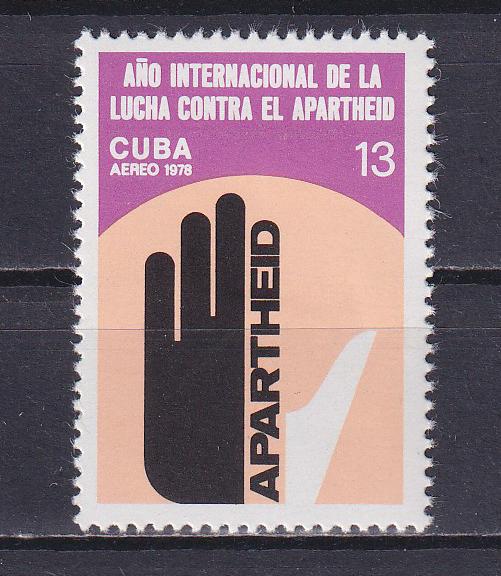 AÑO INTERNACIONAL DE LA
LUCHA CONTRA EL APARTHEID
CUBA
13
AEREO 1978
APARTHEID